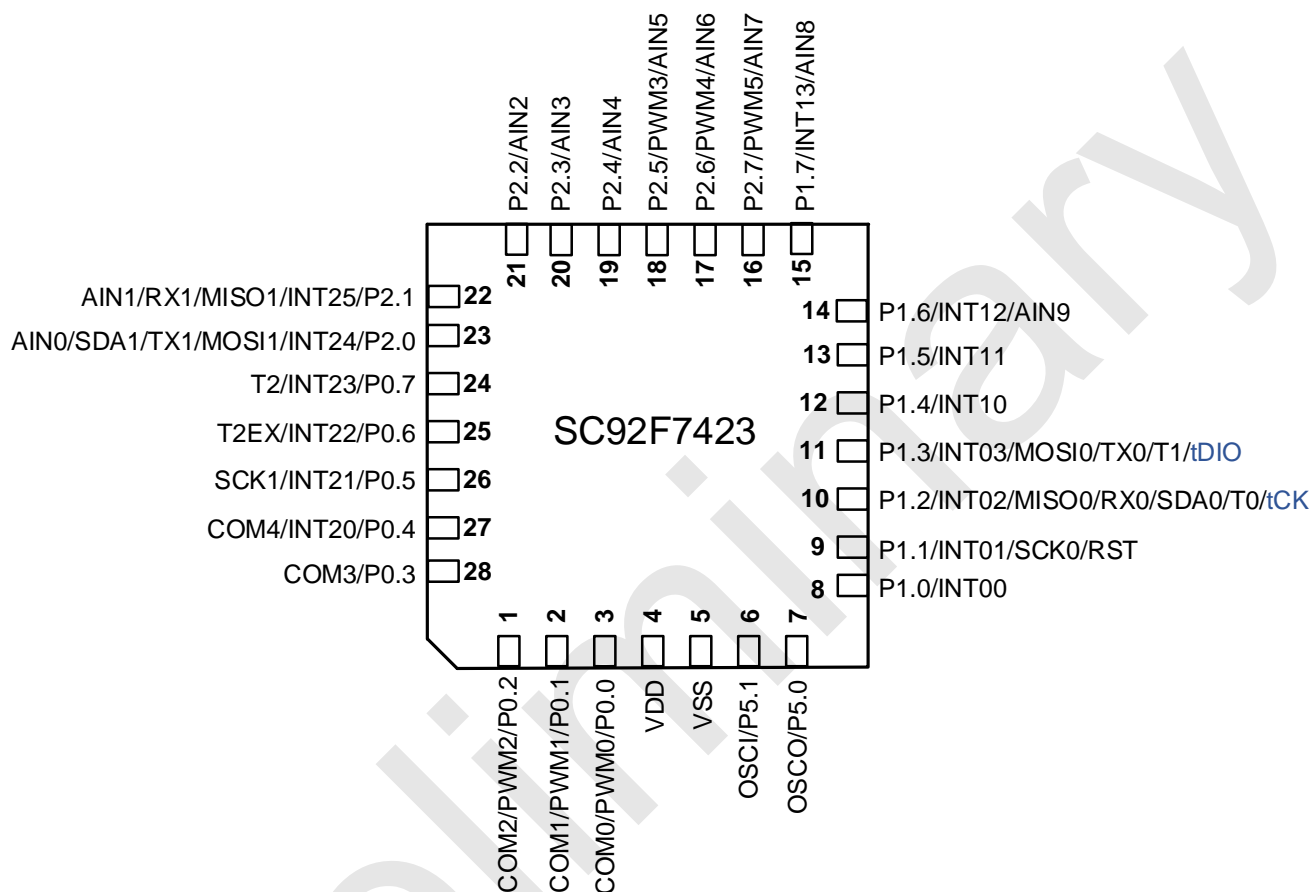 P2.2/AIN2
P2.3/AIN3
P2.4/AIN4
P2.5/PWM3/AIN5
P2.6/PWM4/AIN6
P2.7/PWM5/AIN7
P1.7/INT13/AIN8
21
20
19
18
17
16
15
AIN1/RX1/MISO1/INT25/P2.1
22
AIN0/SDA1/TX1/MOSI1/INT24/P2.0
23
T2/INT23/P0.7
24
T2EX/INT22/P0.6
25
SCK1/INT21/P0.5
26
COM4/INT20/P0.4
27
COM3/P0.3
28
SC92F7423
14
P1.6/INT12/AIN9
13
P1.5/INT11
12
P1.4/INT10
11
P1.3/INT03/MOSI0/TX0/T1/tDIO
10
P1.2/INT02/MISO0/RX0/SDA0/T0/tCK
9
P1.1/INT01/SCK0/RST
8
P1.0/INT00
1
2
3
4
5
6
7
COM2/PWM2/P0.2
COM1/PWM1/P0.1
COM0/PWM0/P0.0
VDD
VSS
OSCI/P5.1
OSCO/P5.0
liminary